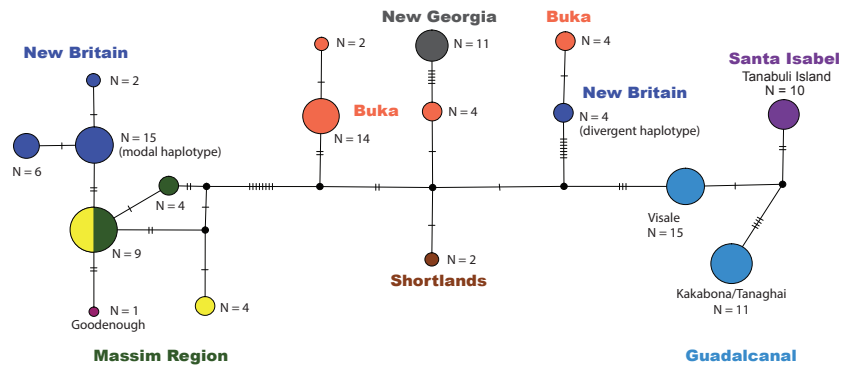 New Georgia
Buka
New Britain
N = 2
N = 2
N = 11
N = 4
Santa Isabel
Tanabuli Island
N = 10
New Britain
N = 15
(modal haplotype)
Buka
N = 14
N = 4
N = 4
(divergent haplotype)
N = 6
N = 4
Visale
N = 15
N = 9
N = 2
Shortlands
Kakabona/Tanaghai
N = 11
N = 1
Goodenough
N = 4
Massim Region
Guadalcanal